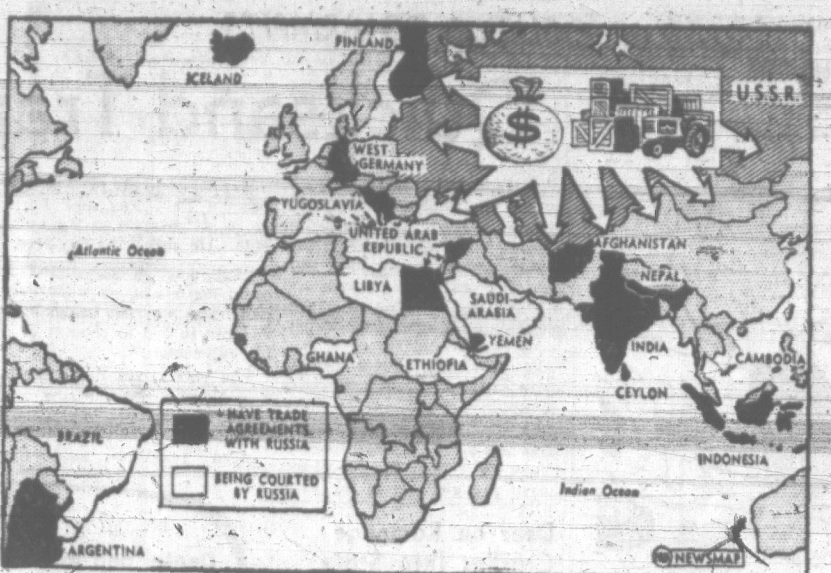 FINLAND
ICELAND
U.S.S.R.
$
WEST
GERMANY
YUGOSLAVIA
UNITED ARAB
REPUBLIC
Atlantic Ocean
AFGHANISTAN
NEPAL
LIBYA
SAUDI
ARABIA
YEMEN
INDIA
GHANA
ETHIOPIA
CAMBODIA
CEYLON
BRAZIL
HAVE TRADE
AGREEMENTS
WITH RUSSIA
BEING COURTED
BY RUSSIA
INDONESIA
Indian Ocean
ARGENTINA
NEWSMAP